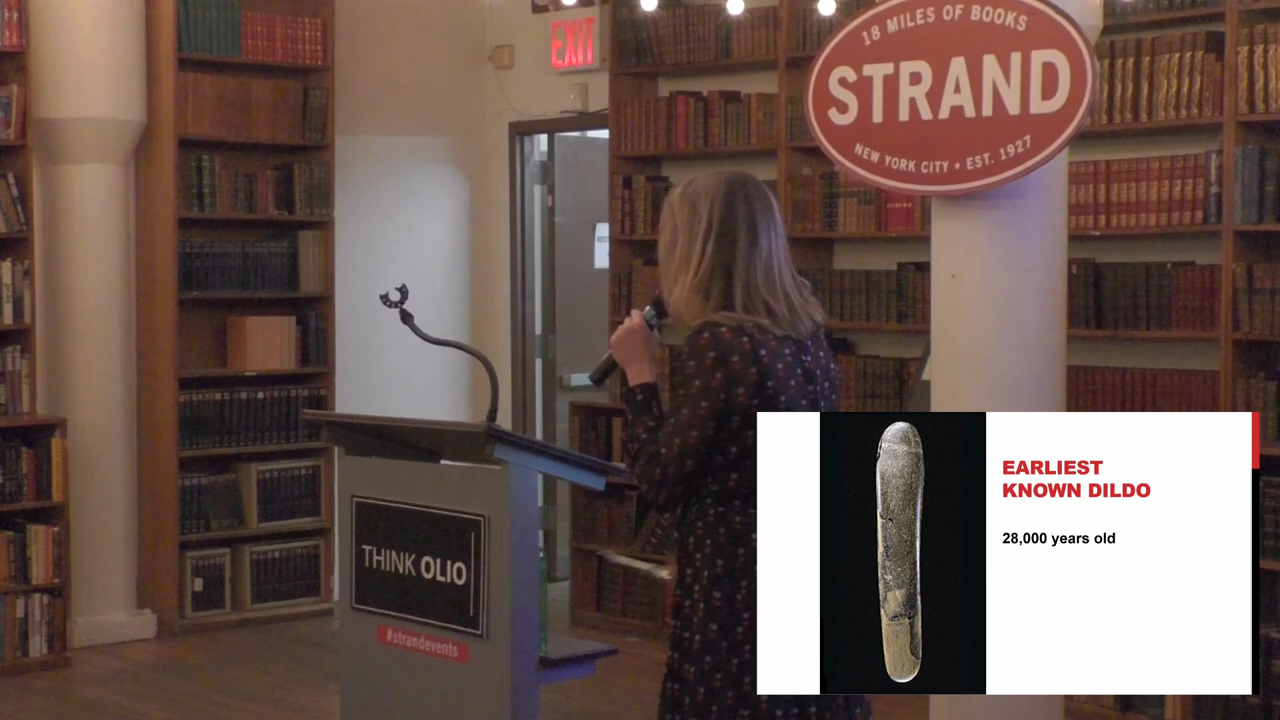 EXIT
18 MILES OF BOOKS
STRAND
NEW YORK CITY • EST. 1927
THINK OLIO
#strandevents
EARLIEST
KNOWN DILDO
28,000 years old